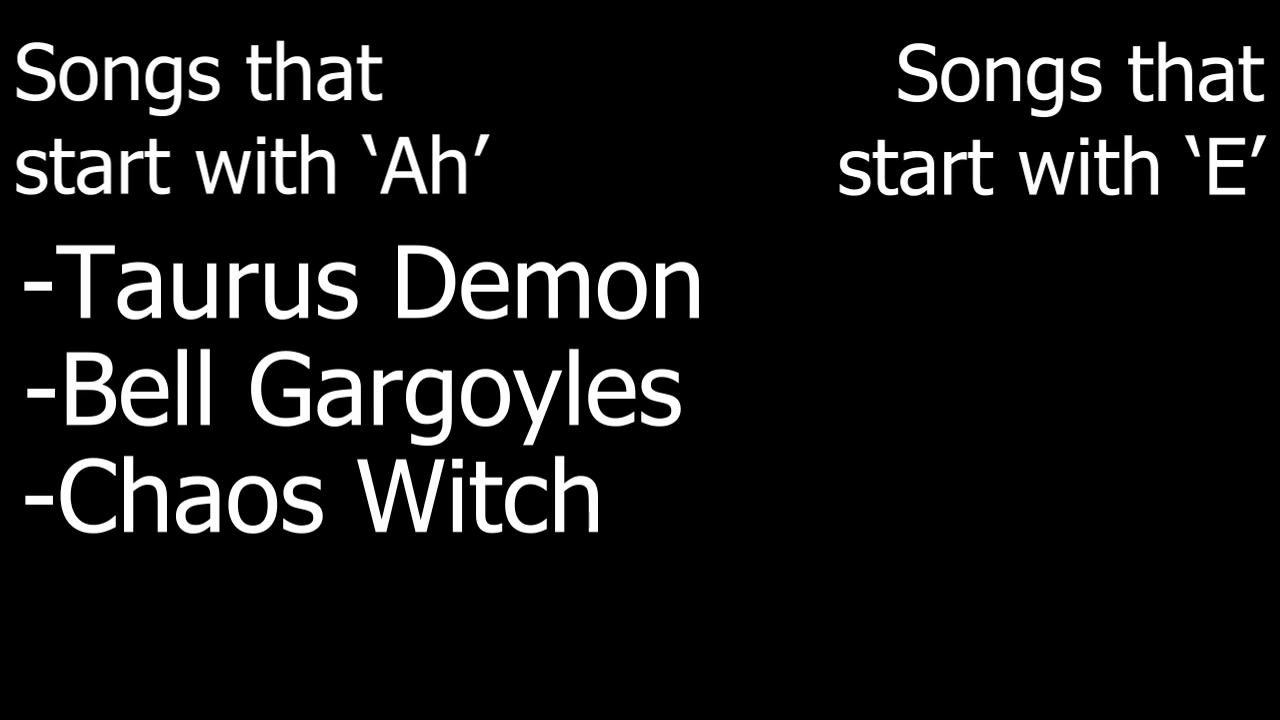 Songs that
start with ‘Ah’
Songs that
start with ‘E’
-Taurus Demon
-Bell Gargoyles
-Chaos Witch